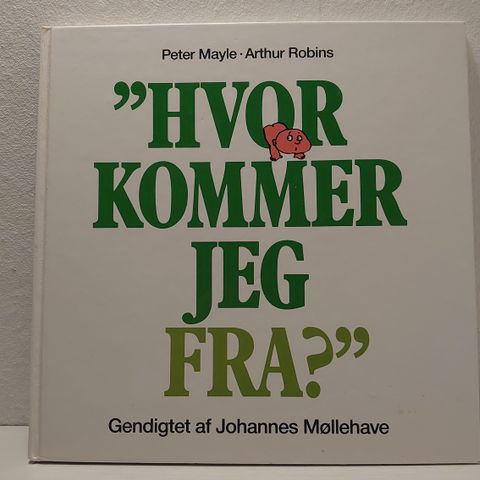 Peter Mayle · Arthur Robins
”HVOR
KOMMER
JEG
FRA?”
Gendigtet af Johannes Møllehave